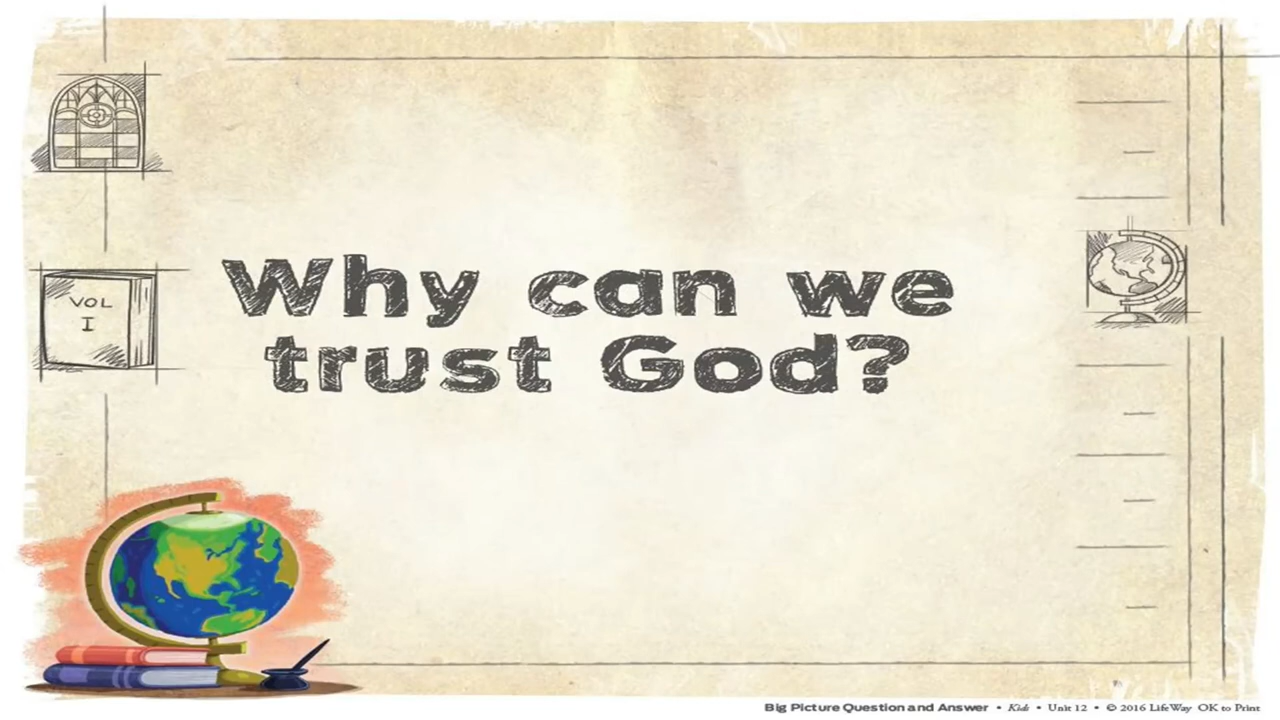 VOL
I
Why can we
trust God?
Big Picture Question and Answer • Kids • Unit 12 • © 2016 LifeWay OK to Print